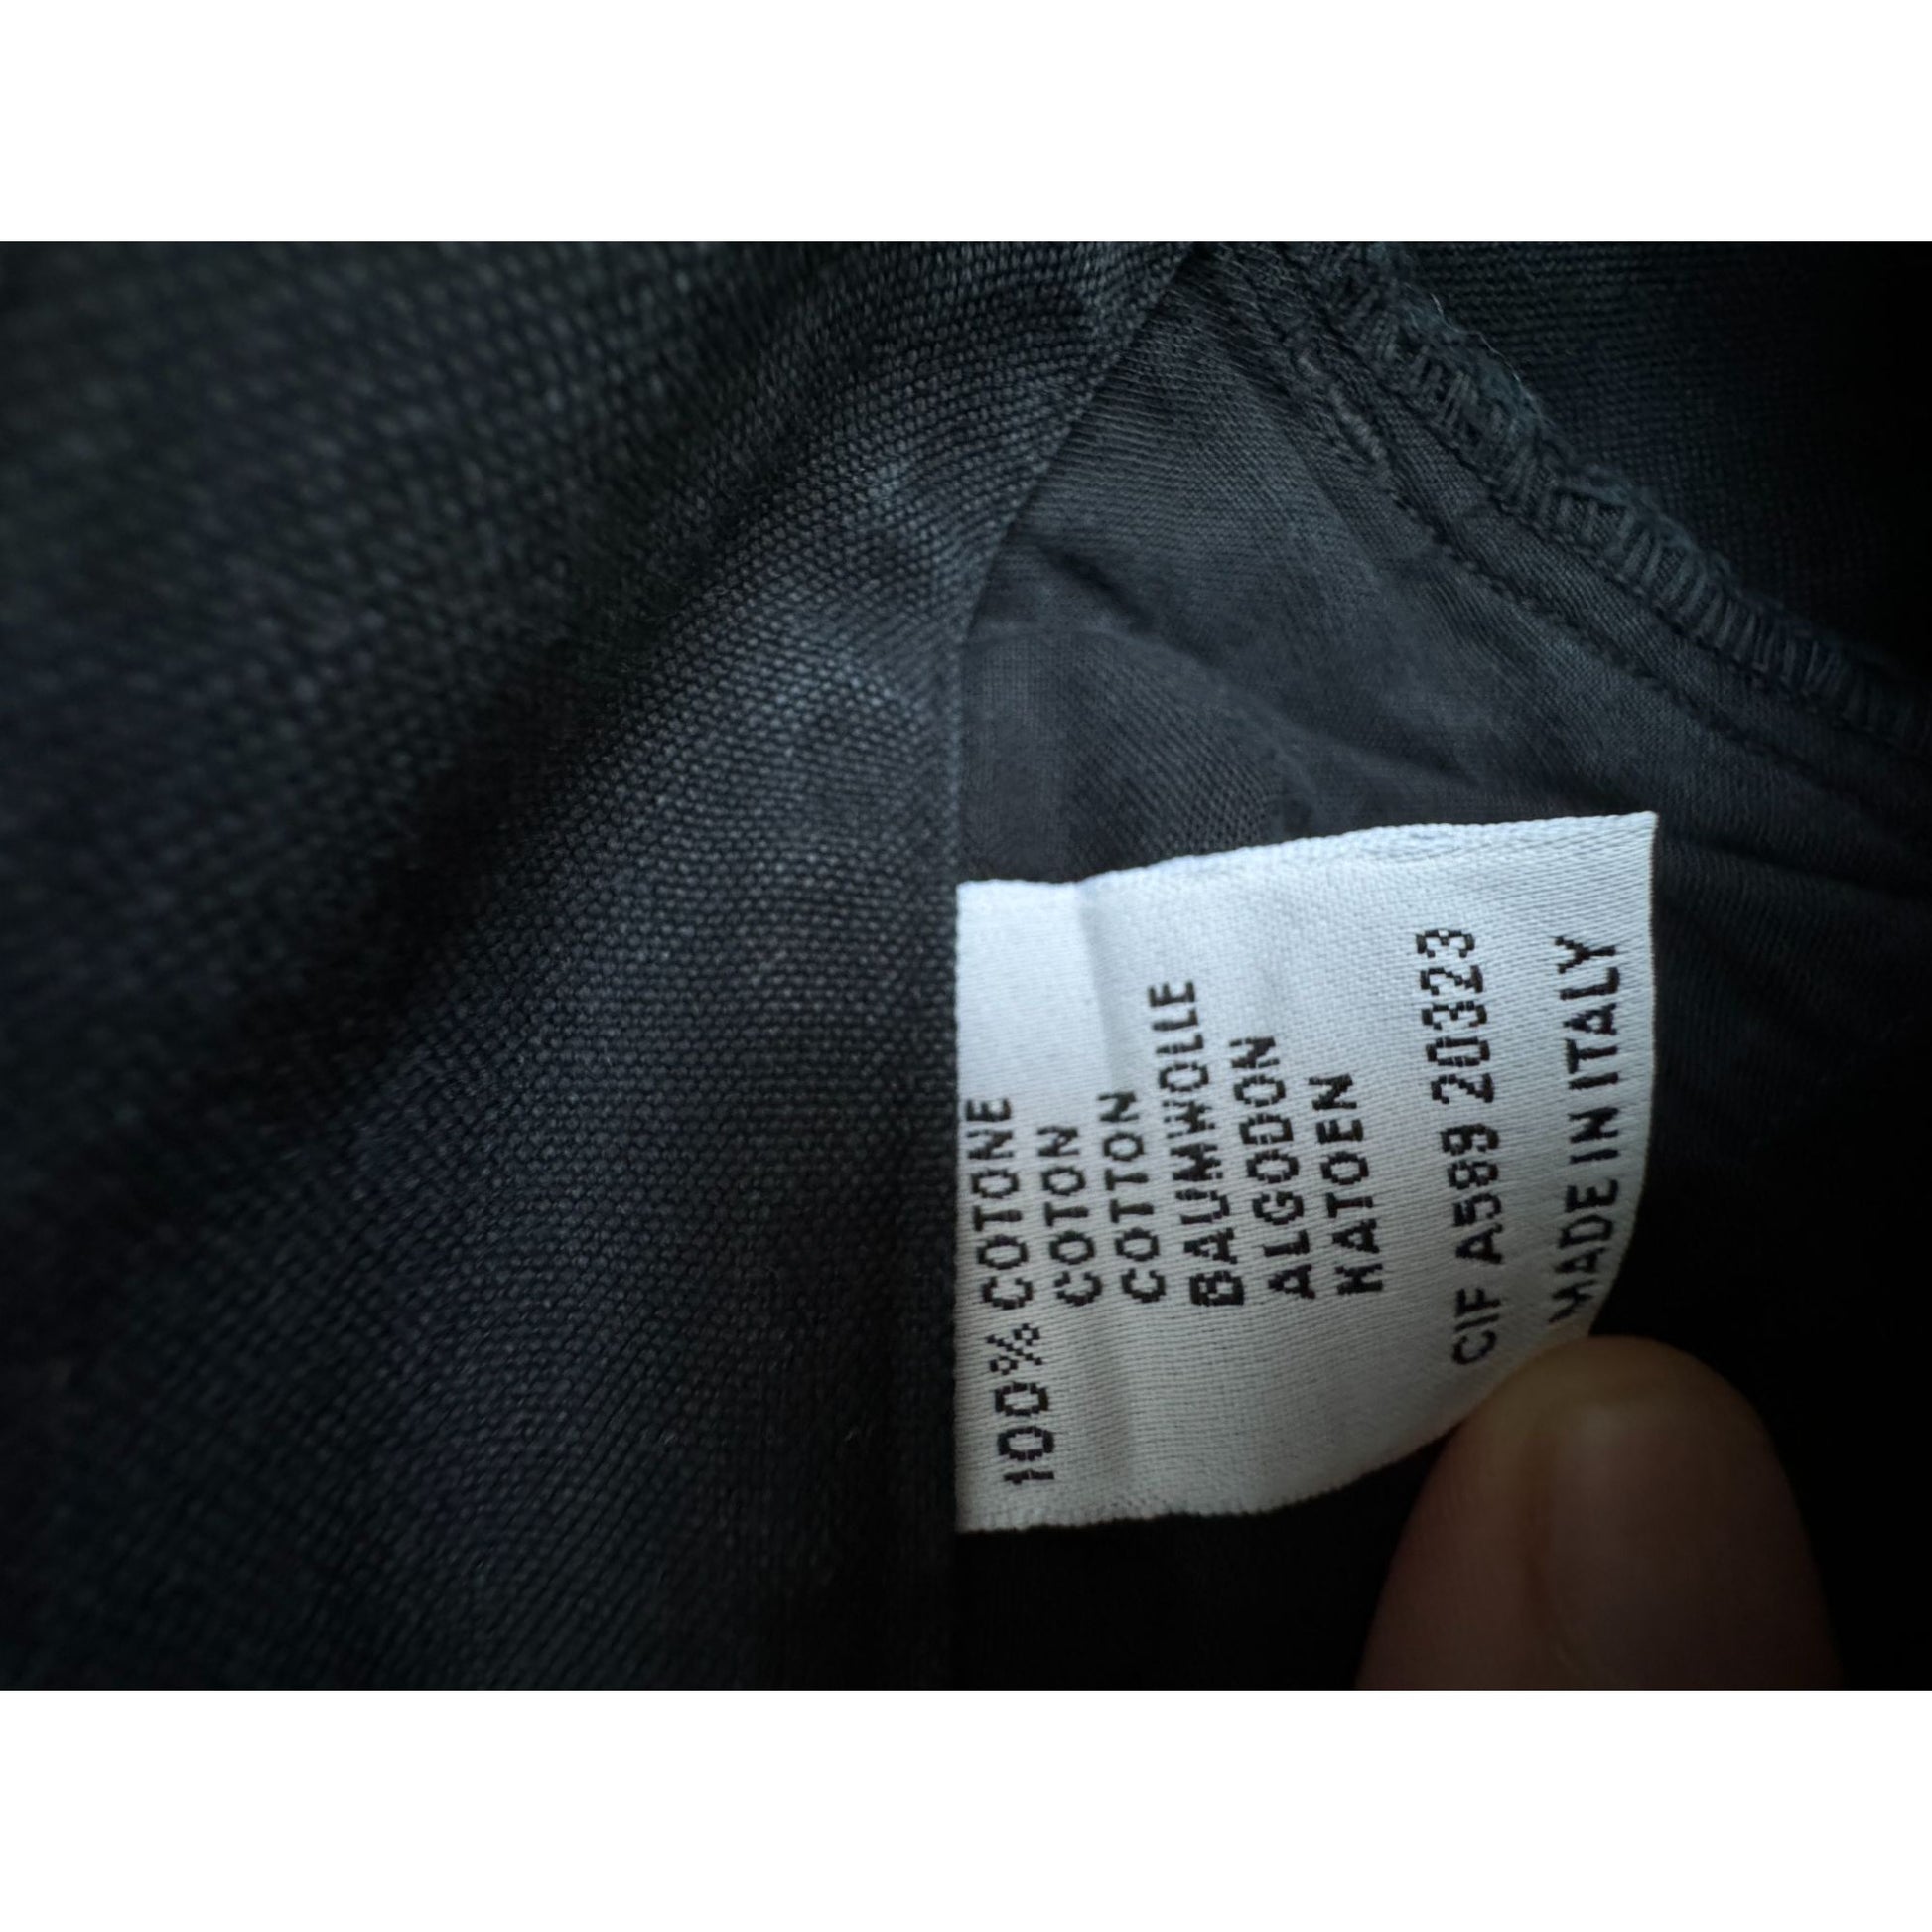 100% COTONE
COTON
COTTON
BAUMWOLLE
ALGODON
KATOEN
CIF A589 20323
MADE IN ITALY